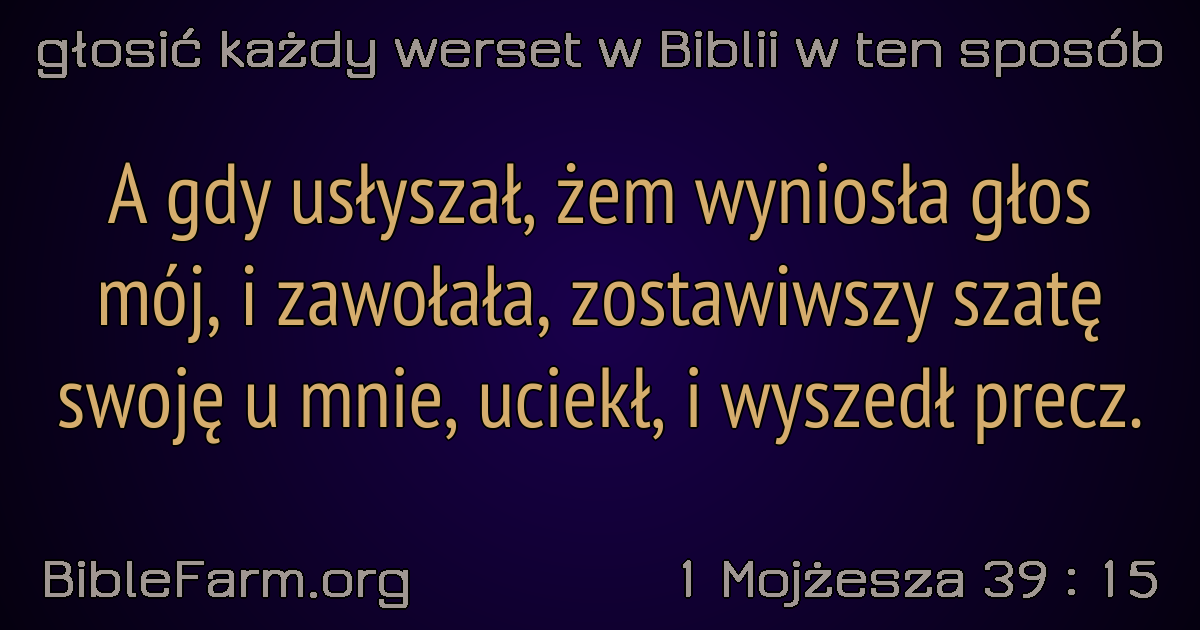 głosić każdy werset w Biblii w ten sposób
A gdy usłyszał, żem wyniosła głos
mój, i zawołała, zostawiwszy szatę
swoję u mnie, uciekł, i wyszedł precz.
BibleFarm.org
1 Mojżesza 39 : 15